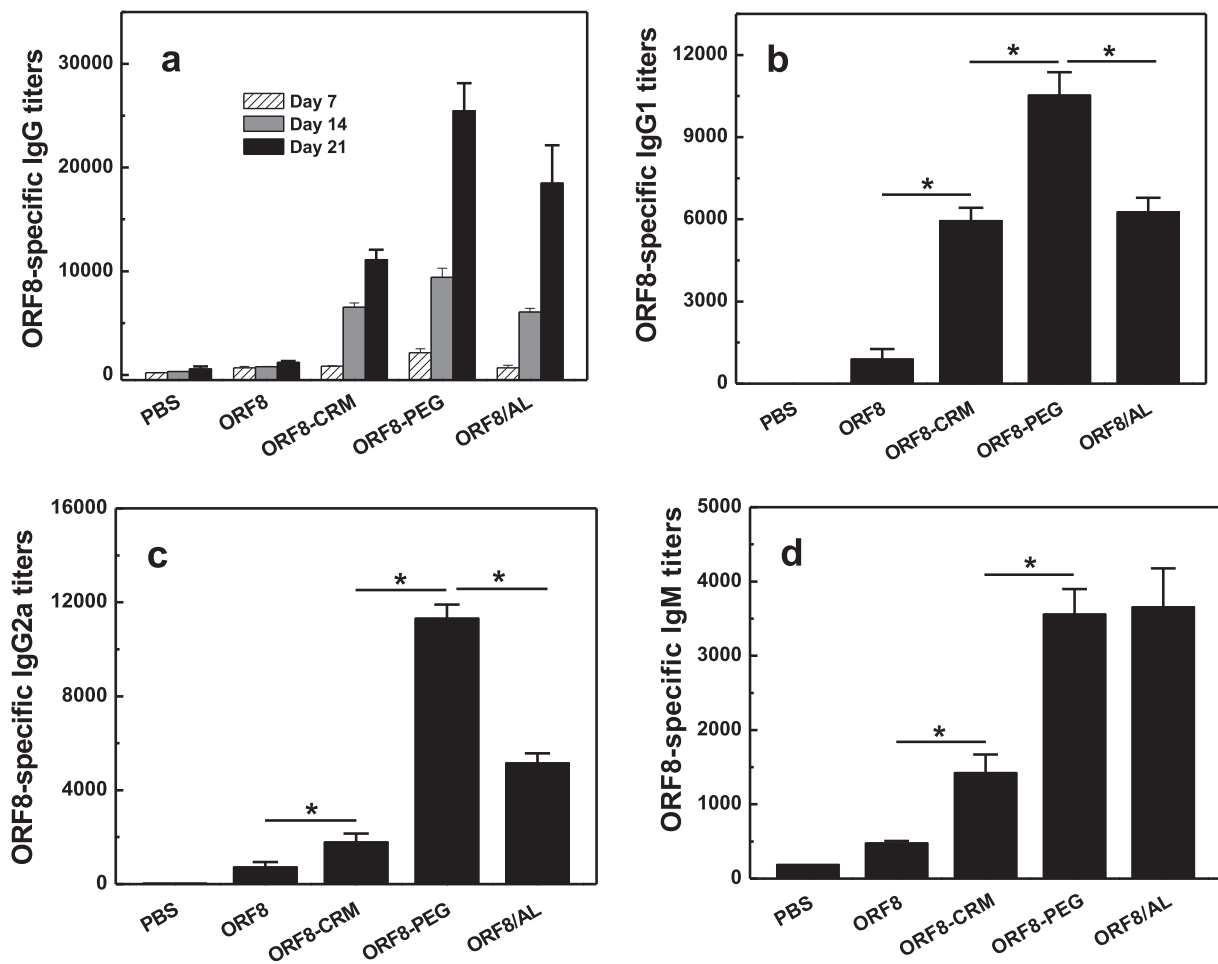 a
ORF8-specific IgG titers
30000
20000
10000
0
Day 7
Day 14
Day 21
PBS
ORF8
ORF8-CRM
ORF8-PEG
ORF8/AL
b
ORF8-specific IgG1 titers
12000
9000
6000
3000
0
*
*
*
PBS
ORF8
ORF8-CRM
ORF8-PEG
ORF8/AL
c
ORF8-specific IgG2a titers
16000
12000
8000
4000
0
*
*
*
PBS
ORF8
ORF8-CRM
ORF8-PEG
ORF8/AL
d
ORF8-specific IgM titers
5000
4000
3000
2000
1000
0
*
*
PBS
ORF8
ORF8-CRM
ORF8-PEG
ORF8/AL